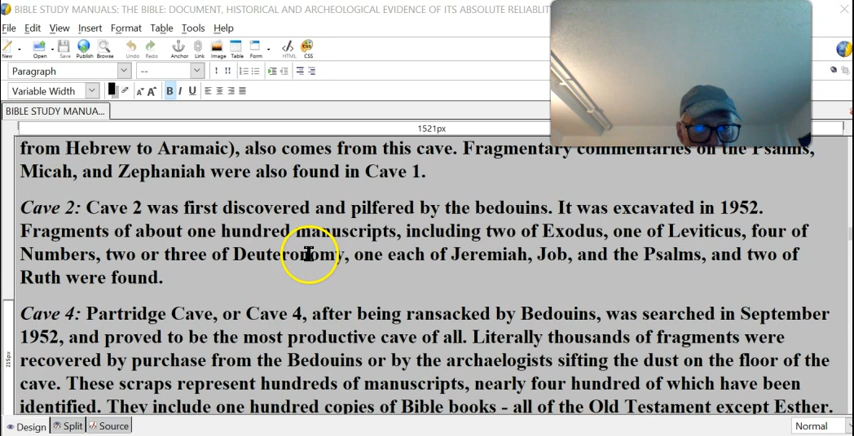 BIBLE STUDY MANUALS: THE BIBLE: DOCUMENT, HISTORICAL AND ARCHEOLOGICAL EVIDENCE OF ITS ABSOLUTE RELIABLIT
File Edit View Insert Format Table Tools Help
New Open Save Publish Browse Undo Redo Anchor Link Image Table Form HTML CSS
Paragraph --
Variable Width B I U
BIBLE STUDY MANUA...
1521px
from Hebrew to Aramaic), also comes from this cave. Fragmentary commentaries on the Psalms,
Micah, and Zephaniah were also found in Cave 1.
Cave 2: Cave 2 was first discovered and pilfered by the bedouins. It was excavated in 1952.
Fragments of about one hundred manuscripts, including two of Exodus, one of Leviticus, four of
Numbers, two or three of Deuteronomy, one each of Jeremiah, Job, and the Psalms, and two of
Ruth were found.
Cave 4: Partridge Cave, or Cave 4, after being ransacked by Bedouins, was searched in September
1952, and proved to be the most productive cave of all. Literally thousands of fragments were
recovered by purchase from the Bedouins or by the archaelogists sifting the dust on the floor of the
cave. These scraps represent hundreds of manuscripts, nearly four hundred of which have been
identified. They include one hundred copies of Bible books - all of the Old Testament except Esther.
Design Split Source Normal